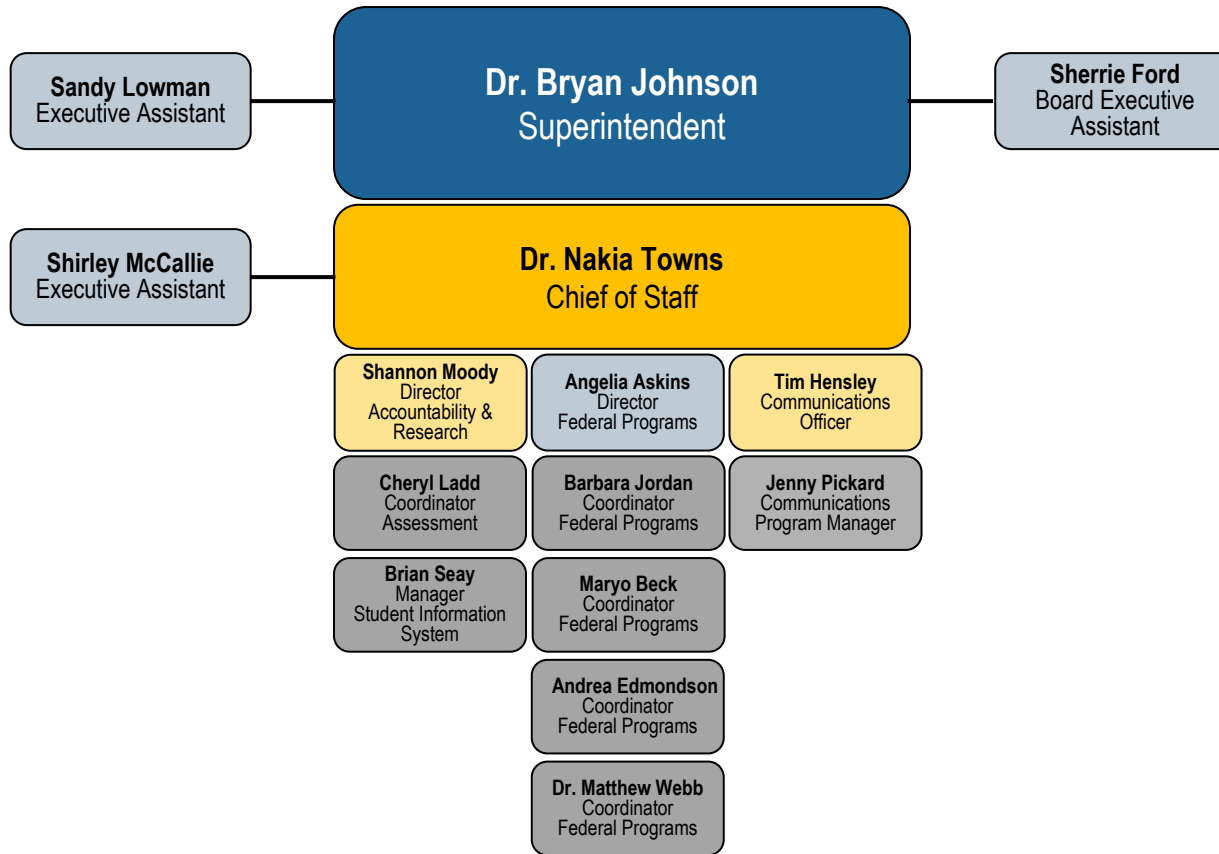 Dr. Bryan Johnson
Superintendent
Sandy Lowman
Executive Assistant
Sherrie Ford
Board Executive
Assistant
Dr. Nakia Towns
Chief of Staff
Shirley McCallie
Executive Assistant
Shannon Moody
Director
Accountability &
Research
Angelia Askins
Director
Federal Programs
Tim Hensley
Communications
Officer
Cheryl Ladd
Coordinator
Assessment
Barbara Jordan
Coordinator
Federal Programs
Jenny Pickard
Communications
Program Manager
Brian Seay
Manager
Student Information
System
Maryo Beck
Coordinator
Federal Programs
Andrea Edmondson
Coordinator
Federal Programs
Dr. Matthew Webb
Coordinator
Federal Programs